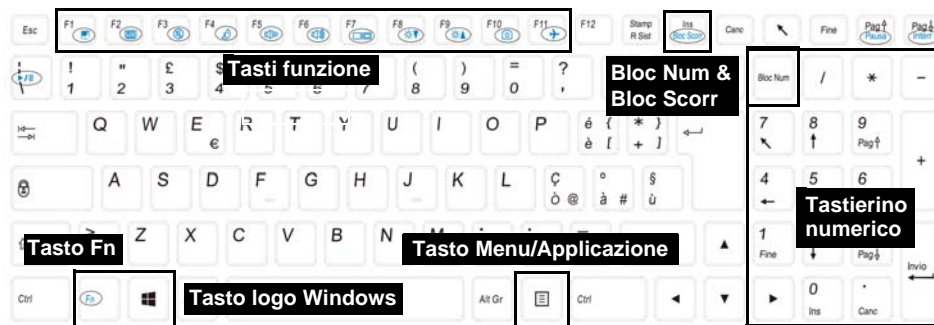 Esc F1 F2 F3 F4 F5 F6 F7 F8 F9 F10 F11 F12 Stamp Ins Canc Fine Pag Pag
R Sist Bloc Scorr Pausa Interr
! " £ $ ( ) = ? Bloc Num / * -
1 2 3 4 5 6 7 8 9 0 '
Tasti funzione
Bloc Num &
Bloc Scorr
Q W E R T Y U I O P é { * } 7 8 9
€ è [ + ] Pag
+
A S D F G H J K L Ç ° § 4 5 6
ò @ à # ù
Tastierino
numerico
> Z X C V B N M 1
Fine Pag
Tasto Fn
Tasto Menu/Applicazione
Invio
Ctrl Fn Alt Gr Ctrl 0 .
Ins Canc
Tasto logo Windows